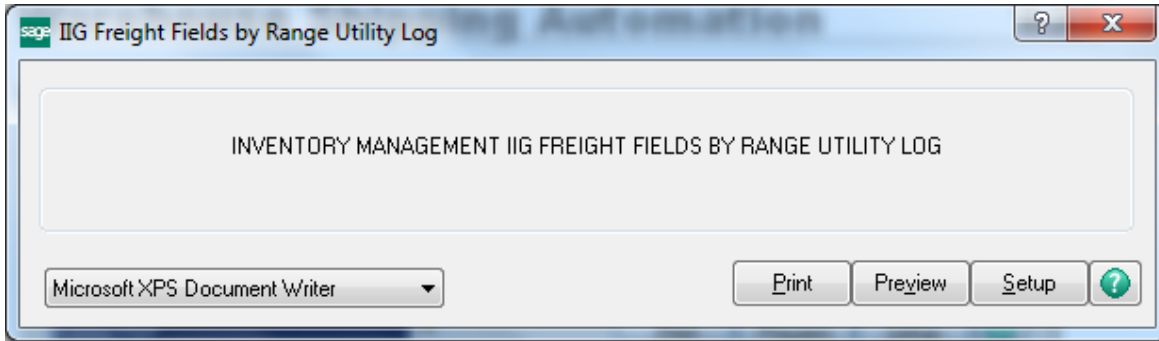 sage IIG Freight Fields by Range Utility Log
?
X
INVENTORY MANAGEMENT IIG FREIGHT FIELDS BY RANGE UTILITY LOG
Microsoft XPS Document Writer
Print
Preview
Setup
?